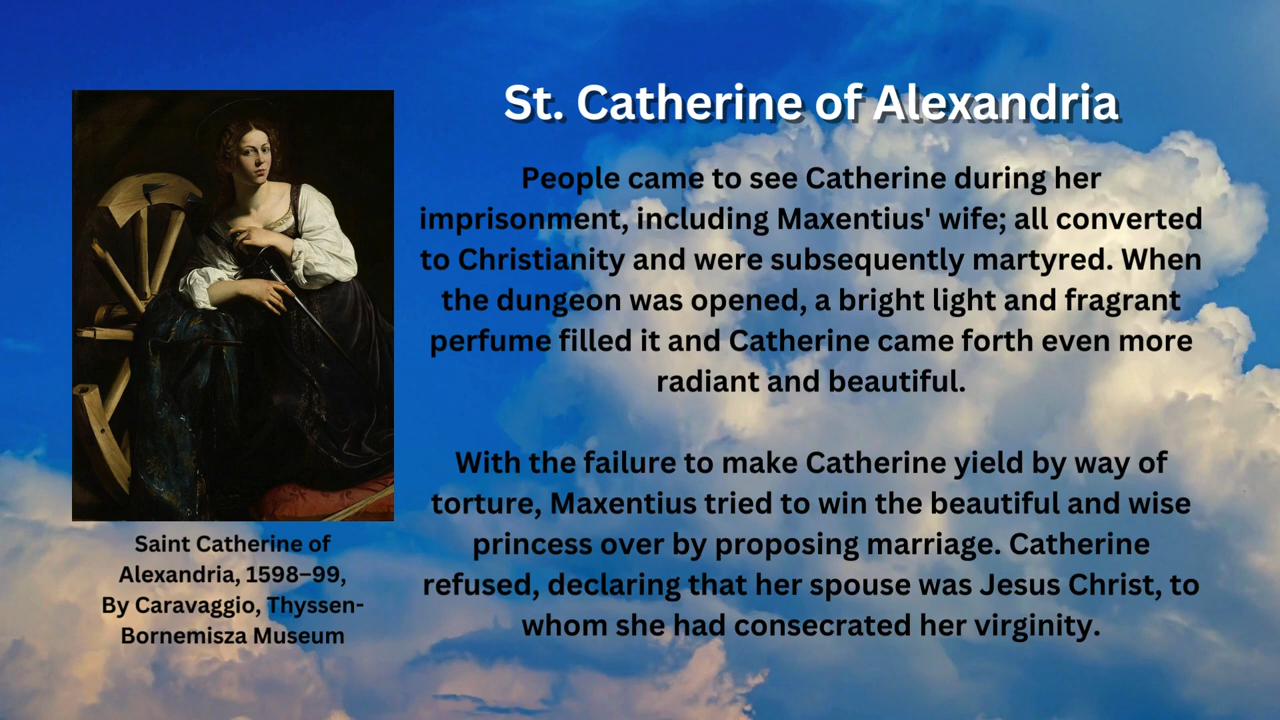 St. Catherine of Alexandria
People came to see Catherine during her
imprisonment, including Maxentius' wife; all converted
to Christianity and were subsequently martyred. When
the dungeon was opened, a bright light and fragrant
perfume filled it and Catherine came forth even more
radiant and beautiful.
With the failure to make Catherine yield by way of
torture, Maxentius tried to win the beautiful and wise
princess over by proposing marriage. Catherine
refused, declaring that her spouse was Jesus Christ, to
whom she had consecrated her virginity.
Saint Catherine of
Alexandria, 1598–99,
By Caravaggio, Thyssen-
Bornemisza Museum